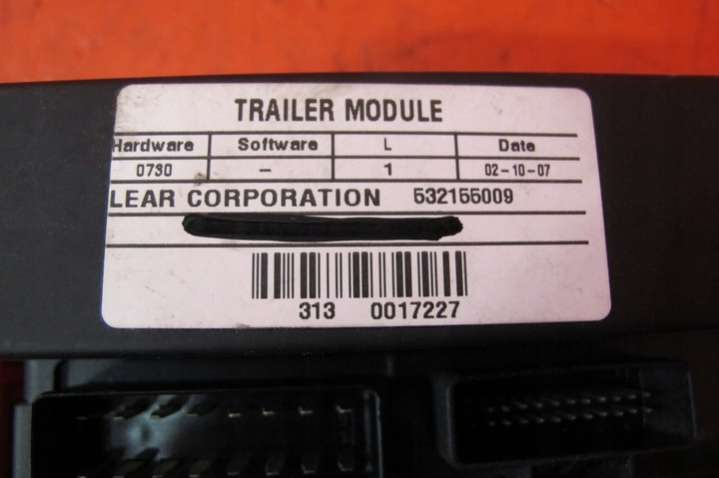 TRAILER MODULE
Hardware Software L Date
0730 – 1 02-10-07
LEAR CORPORATION 532155009
313 0017227